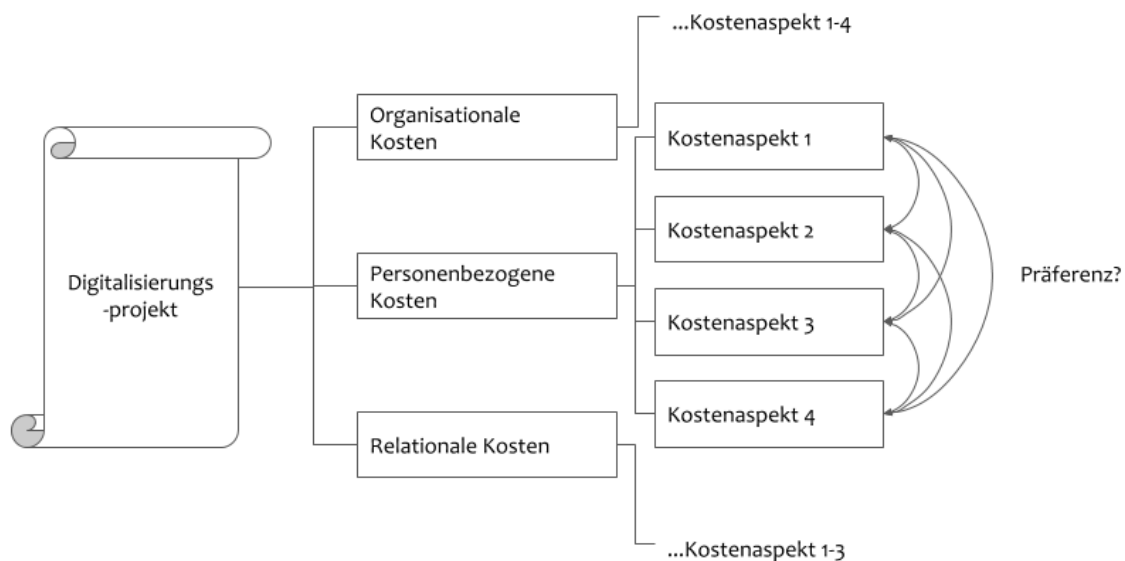 ...Kostenaspekt 1-4
Organisationale
Kosten
Kostenaspekt 1
Kostenaspekt 2
Digitalisierungs
-projekt
Personenbezogene
Kosten
Präferenz?
Kostenaspekt 3
Kostenaspekt 4
Relationale Kosten
...Kostenaspekt 1-3